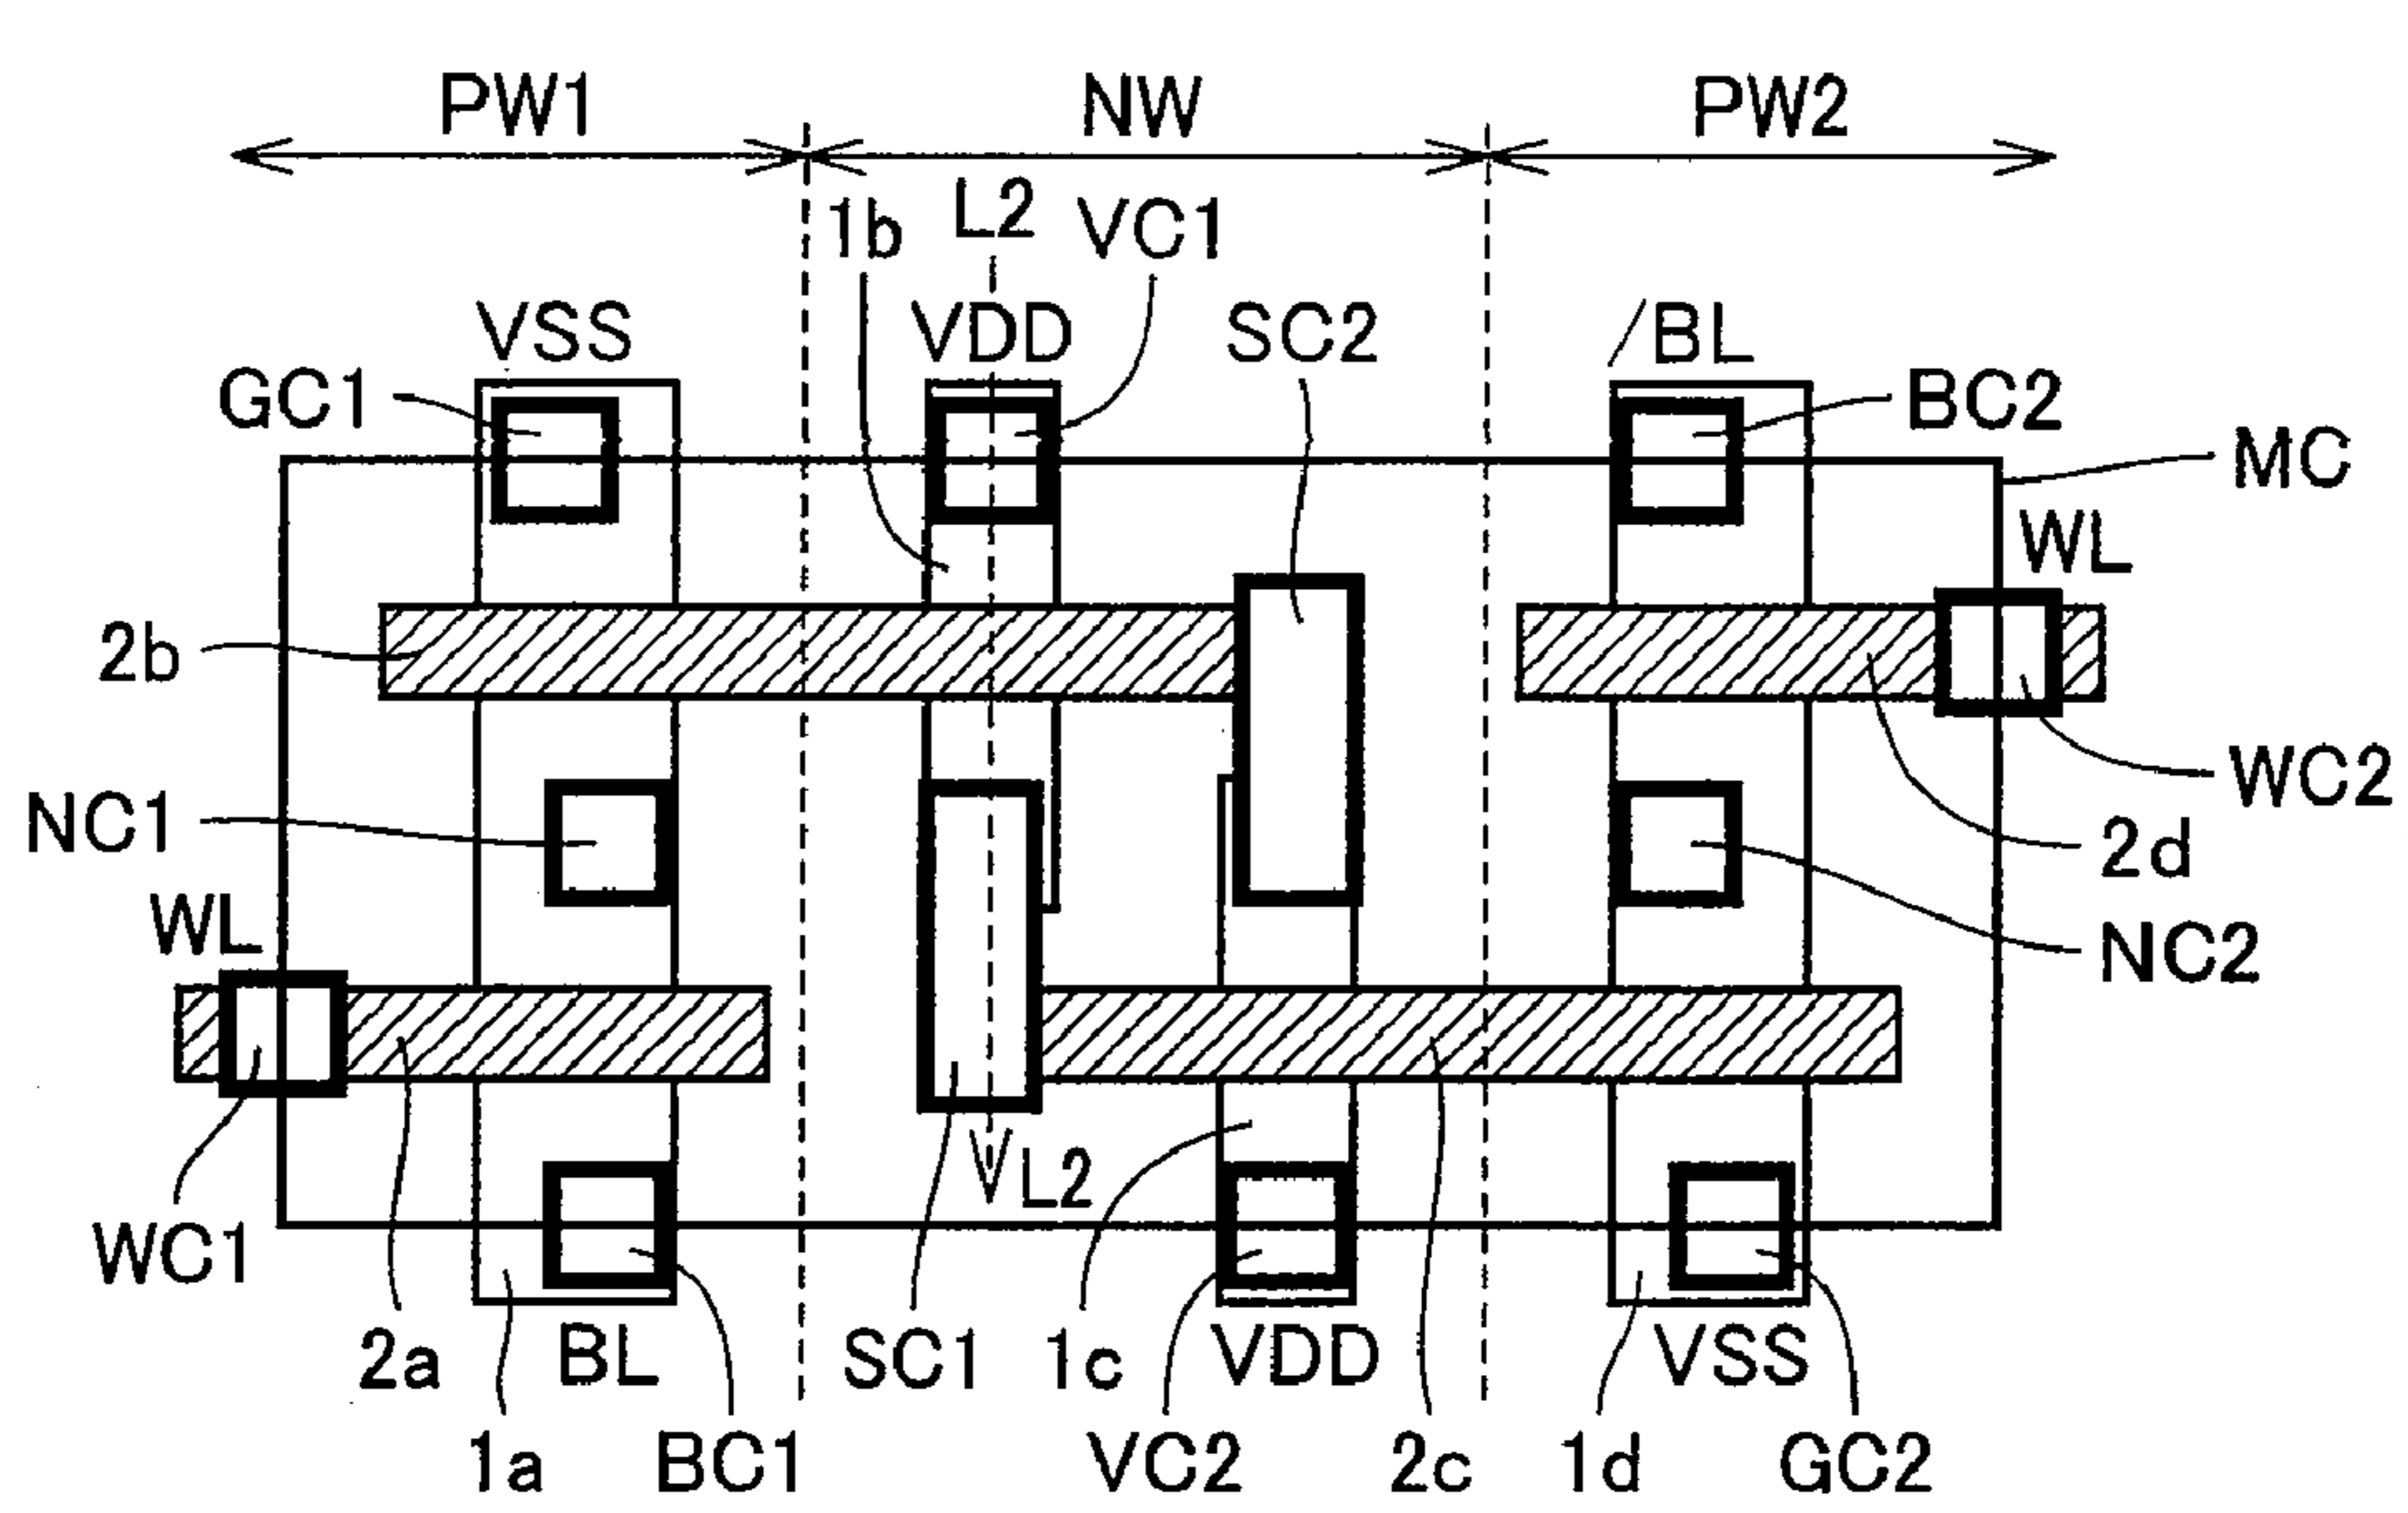 PW1 NW PW2
1b L2 VC1
VSS VDD SC2 /BL
GC1 BC2
MC
WL
2b
WC2
NC1 2d
WL
NC2
VL2
WC1
2a BL SC1 1c VDD VSS
1a BC1 VC2 2c 1d GC2